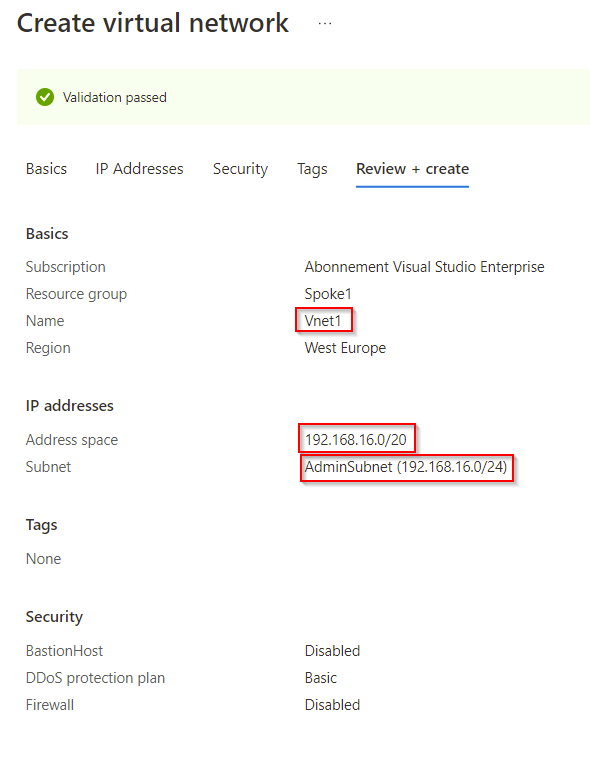 Create virtual network ...
Validation passed
Basics IP Addresses Security Tags Review + create
Basics
Subscription Abonnement Visual Studio Enterprise
Resource group Spoke1
Name Vnet1
Region West Europe
IP addresses
Address space 192.168.16.0/20
Subnet AdminSubnet (192.168.16.0/24)
Tags
None
Security
BastionHost Disabled
DDoS protection plan Basic
Firewall Disabled